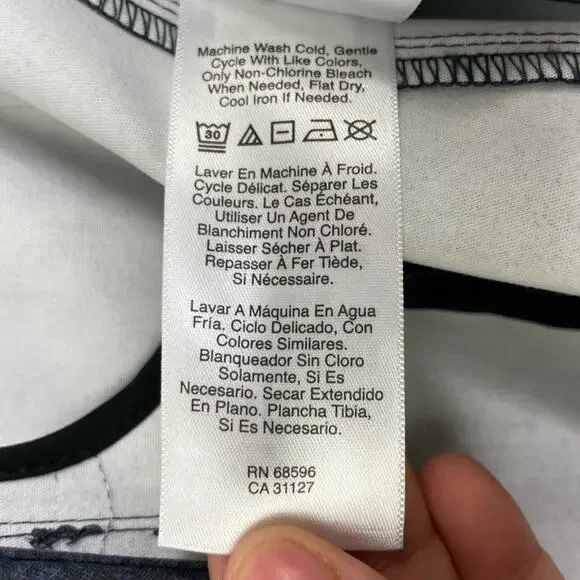 Machine Wash Cold, Gentle
Cycle With Like Colors,
Only Non-Chlorine Bleach
When Needed, Flat Dry,
Cool Iron If Needed.
30
Laver En Machine À Froid.
Cycle Délicat. Séparer Les
Couleurs. Le Cas Échéant,
Utiliser Un Agent De
Blanchiment Non Chloré.
Laisser Sécher À Plat.
Repasser À Fer Tiède,
Si Nécessaire.
Lavar A Máquina En Agua
Fría. Ciclo Delicado, Con
Colores Similares.
Blanqueador Sin Cloro
Solamente, Si Es
Necesario. Secar Extendido
En Plano. Plancha Tibia,
Si Es Necesario.
RN 68596
CA 31127